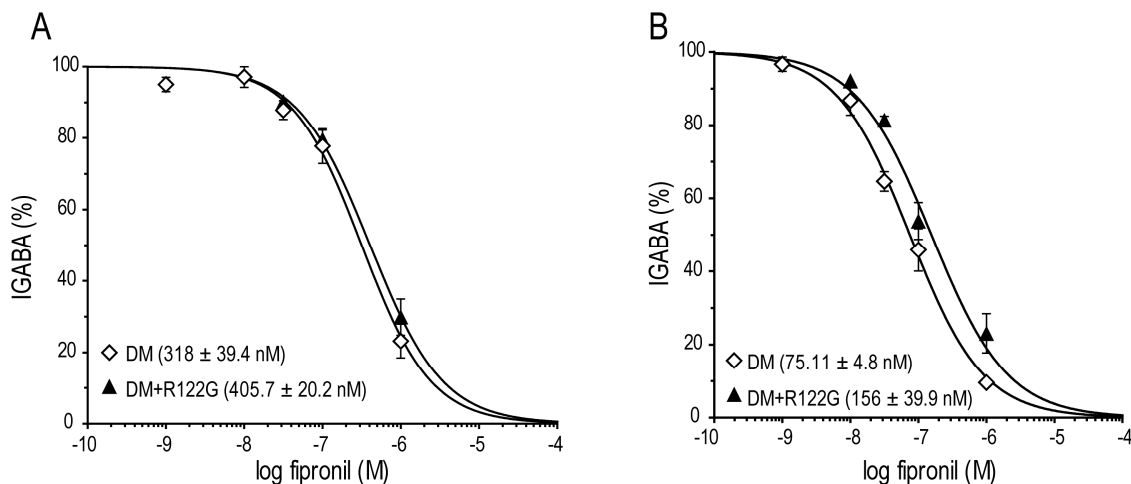 A
100
80
60
40
20
0
IGABA (%)
DM (318 ± 39.4 nM)
DM+R122G (405.7 ± 20.2 nM)
-10 -9 -8 -7 -6 -5 -4
log fipronil (M)
B
100
80
60
40
20
0
IGABA (%)
DM (75.11 ± 4.8 nM)
DM+R122G (156 ± 39.9 nM)
-10 -9 -8 -7 -6 -5 -4
log fipronil (M)